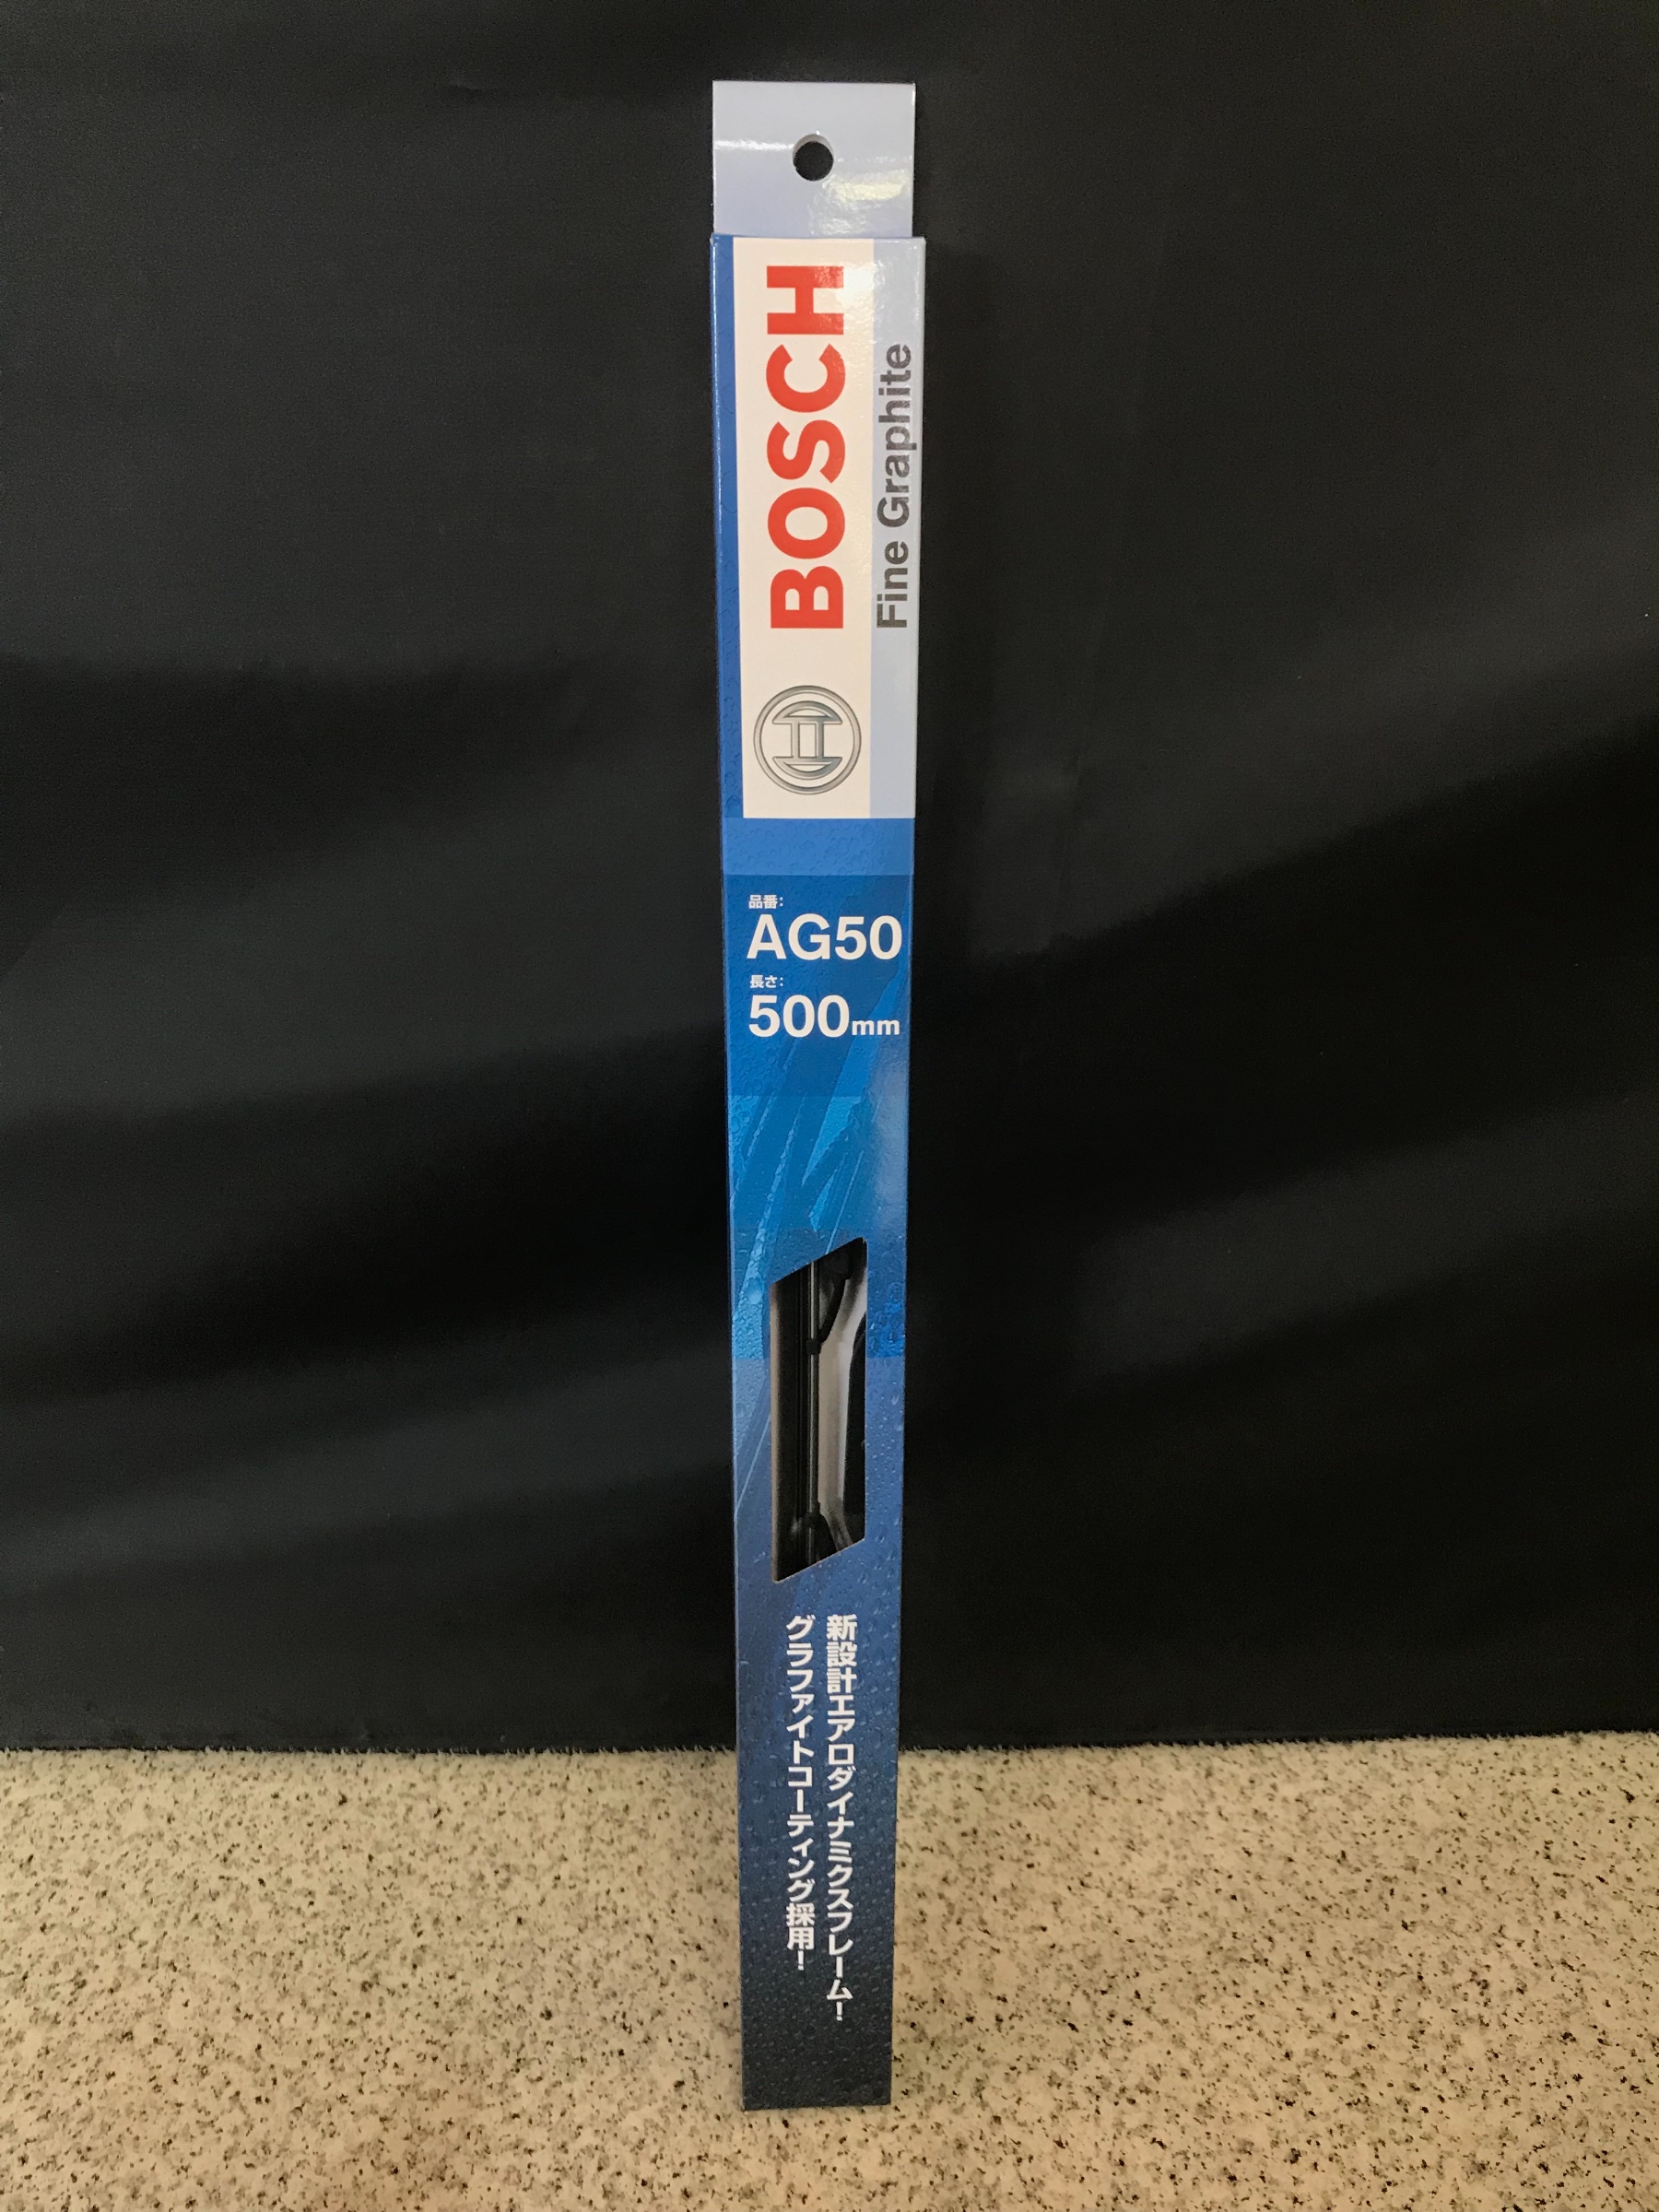 BOSCH
Fine Graphite
品番:
AG50
長さ:
500mm
新設計エアロダイナミクスフレーム!
グラファイトコーティング採用!